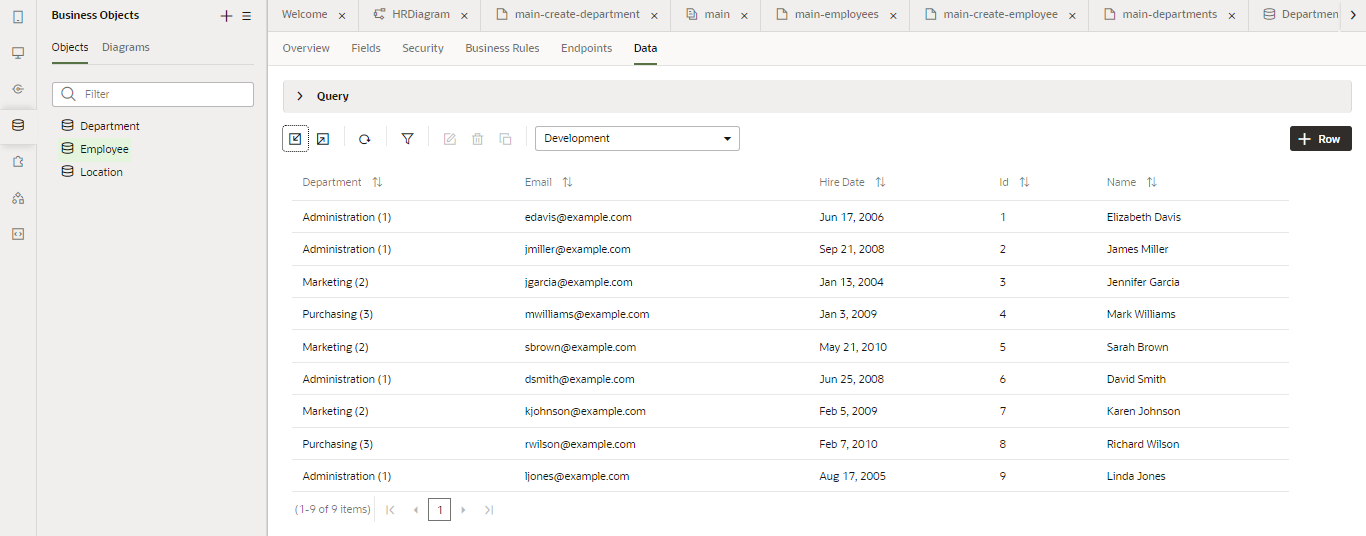 Business Objects
Objects Diagrams
Filter
Department
Employee
Location
Welcome HRDiagram main-create-department main main-employees main-create-employee main-departments Departmen
Overview Fields Security Business Rules Endpoints Data
Query
Development
Row
Department Email Hire Date Id Name
Administration (1) edavis@example.com Jun 17, 2006 1 Elizabeth Davis
Administration (1) jmiller@example.com Sep 21, 2008 2 James Miller
Marketing (2) jgarcia@example.com Jan 13, 2004 3 Jennifer Garcia
Purchasing (3) mwilliams@example.com Jan 3, 2009 4 Mark Williams
Marketing (2) sbrown@example.com May 21, 2010 5 Sarah Brown
Administration (1) dsmith@example.com Jun 25, 2008 6 David Smith
Marketing (2) kjohnson@example.com Feb 5, 2009 7 Karen Johnson
Purchasing (3) rwilson@example.com Feb 7, 2010 8 Richard Wilson
Administration (1) ljones@example.com Aug 17, 2005 9 Linda Jones
(1-9 of 9 items) 1